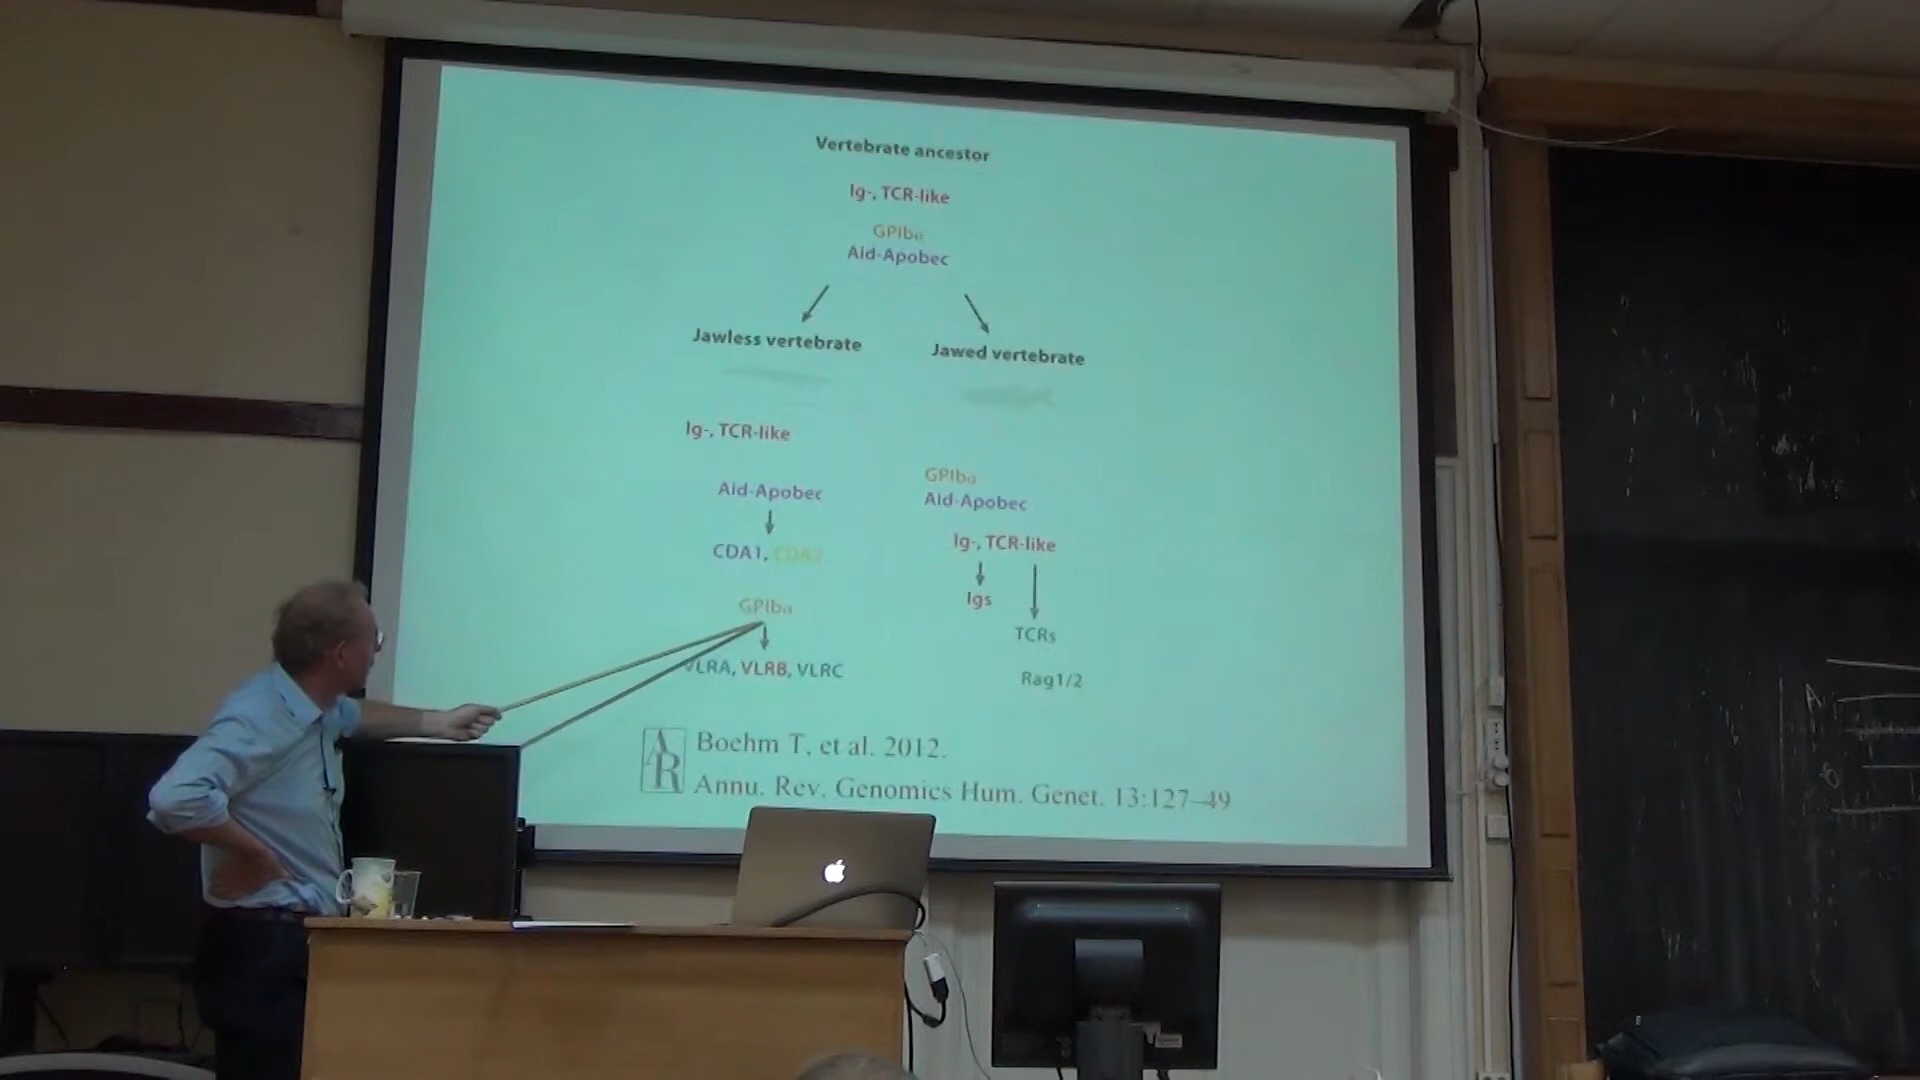 Vertebrate ancestor
Ig-, TCR-like
GPIbα
Aid-Apobec
Jawless vertebrate
Jawed vertebrate
Ig-, TCR-like
Aid-Apobec
CDA1, CDA2
GPIbα
VLRA, VLRB, VLRC
GPIbα
Aid-Apobec
Ig-, TCR-like
Igs
TCRs
Rag1/2
AR
Boehm T, et al. 2012.
Annu. Rev. Genomics Hum. Genet. 13:127–49